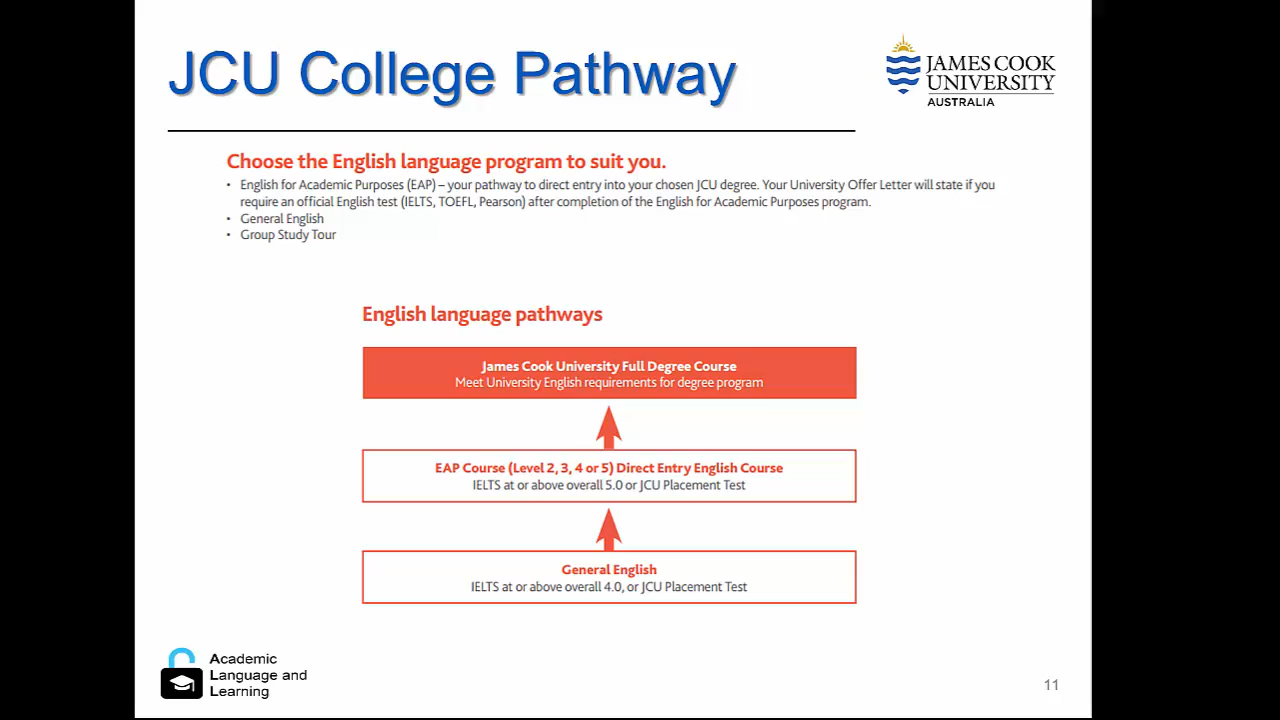 JCU College Pathway
JAMES COOK
UNIVERSITY
AUSTRALIA
Choose the English language program to suit you.
• English for Academic Purposes (EAP) – your pathway to direct entry into your chosen JCU degree. Your University Offer Letter will state if you
require an official English test (IELTS, TOEFL, Pearson) after completion of the English for Academic Purposes program.
• General English
• Group Study Tour
English language pathways
James Cook University Full Degree Course
Meet University English requirements for degree program
EAP Course (Level 2, 3, 4 or 5) Direct Entry English Course
IELTS at or above overall 5.0 or JCU Placement Test
General English
IELTS at or above overall 4.0, or JCU Placement Test
Academic
Language and
Learning
11